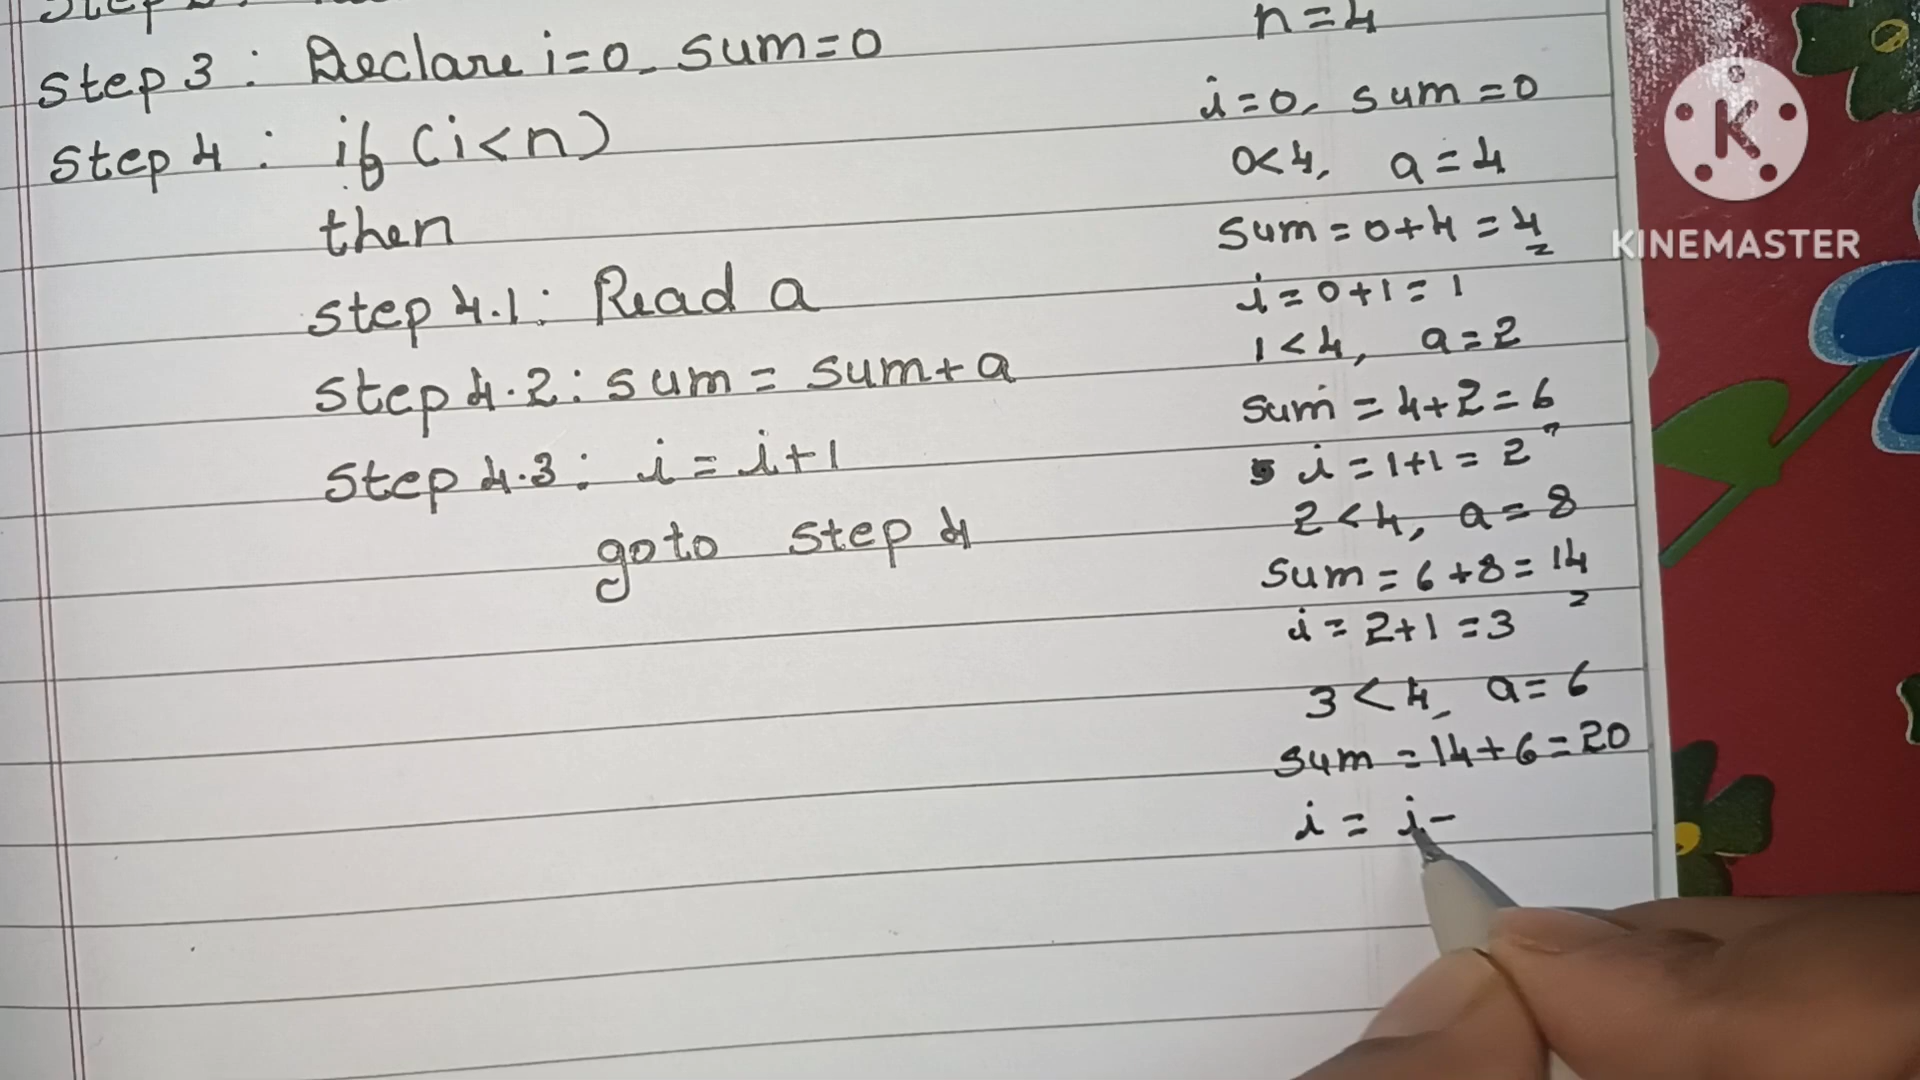 step 3 : Declare i=0, sum=0
step 4 : if (i<n)
then
step 4.1 : Read a
step 4.2 : sum = sum+a
step 4.3 : i = i+1
goto step 4
n=4
i=0, sum=0
0<4, a=4
sum=0+4=4
i=0+1=1
1<4, a=2
sum=4+2=6
i=1+1=2
2<4, a=8
sum=6+8=14
i=2+1=3
3<4, a=6
sum=14+6=20
i=i-
K
KINEMASTER